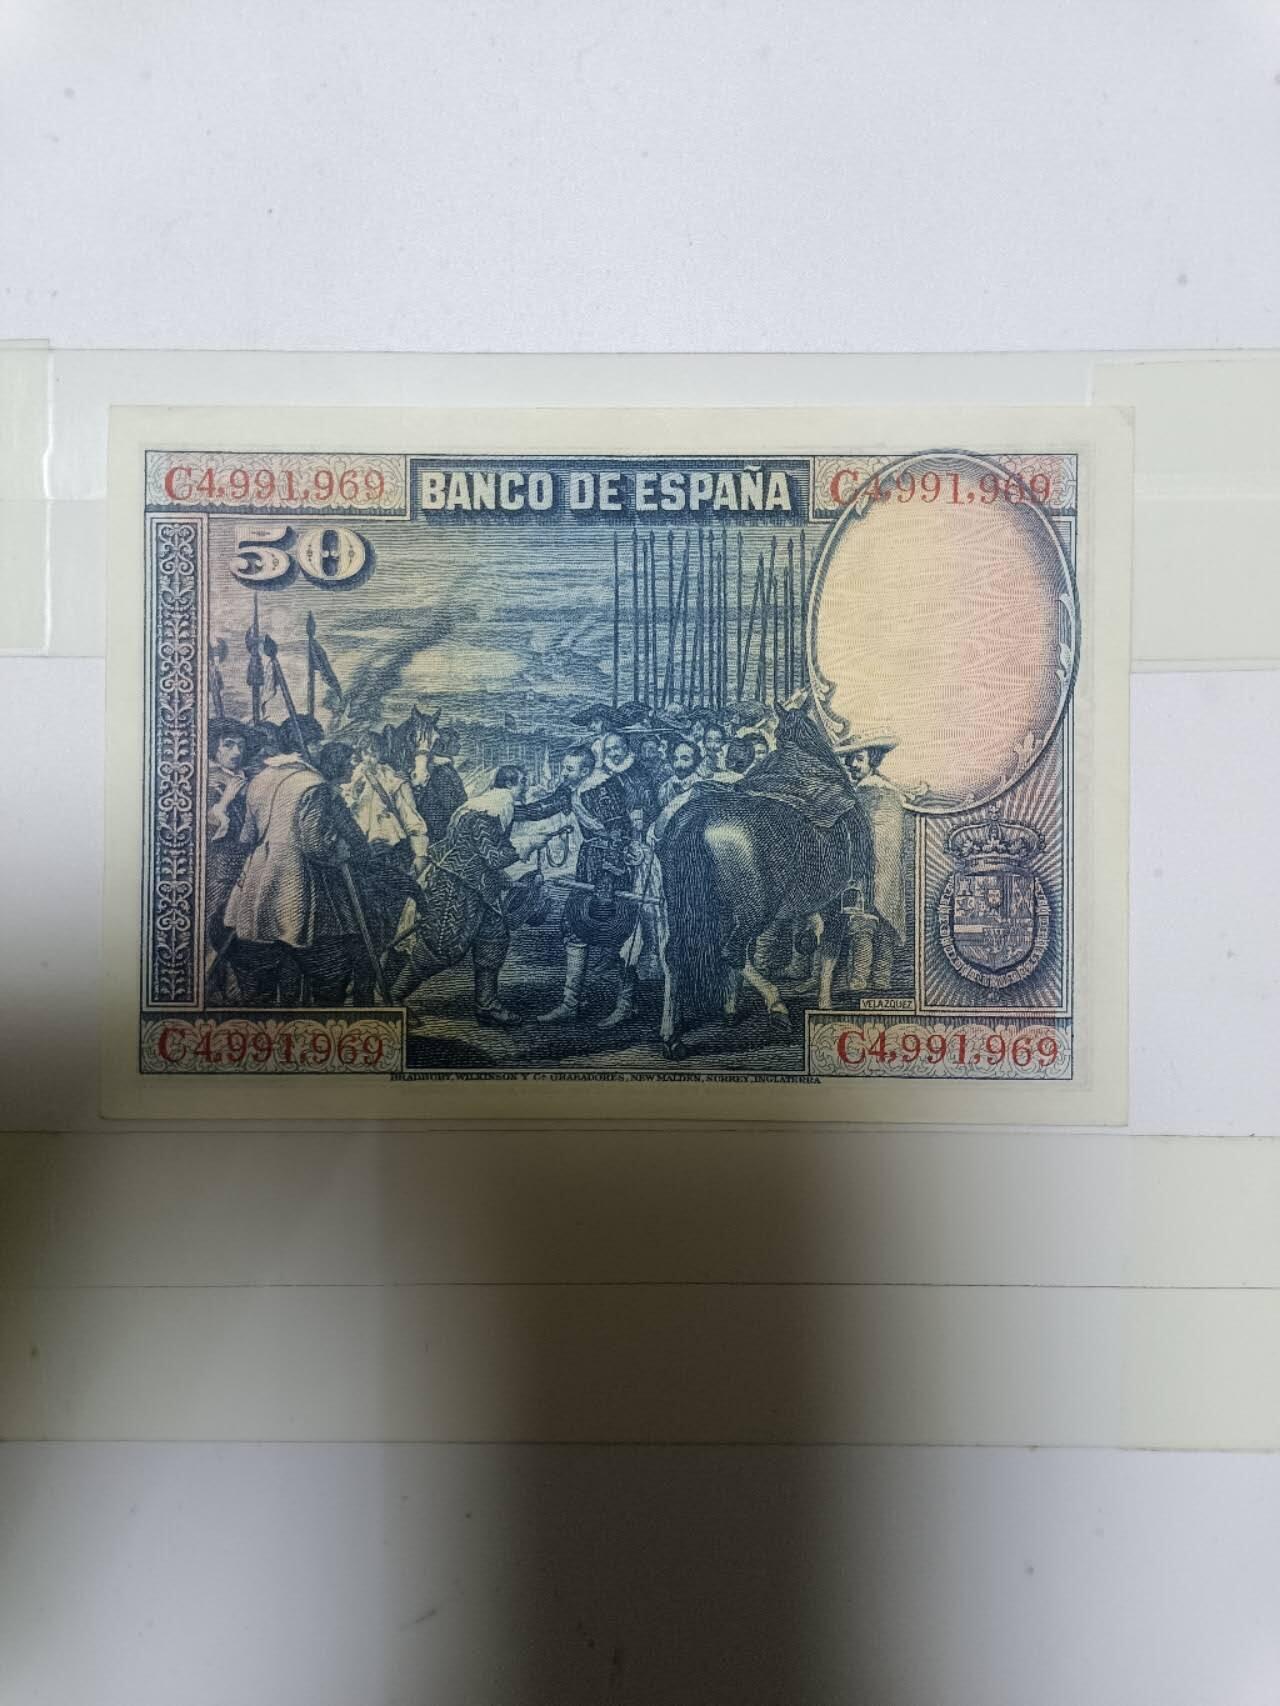 C4,991,969 BANCO DE ESPAÑA C4,991,969
50
VELAZQUEZ
C4,991,969 C4,991,969
BRADBURY, WILKINSON Y Cª GRABADORES, NEW MALDEN, SURREY, INGLATERRA